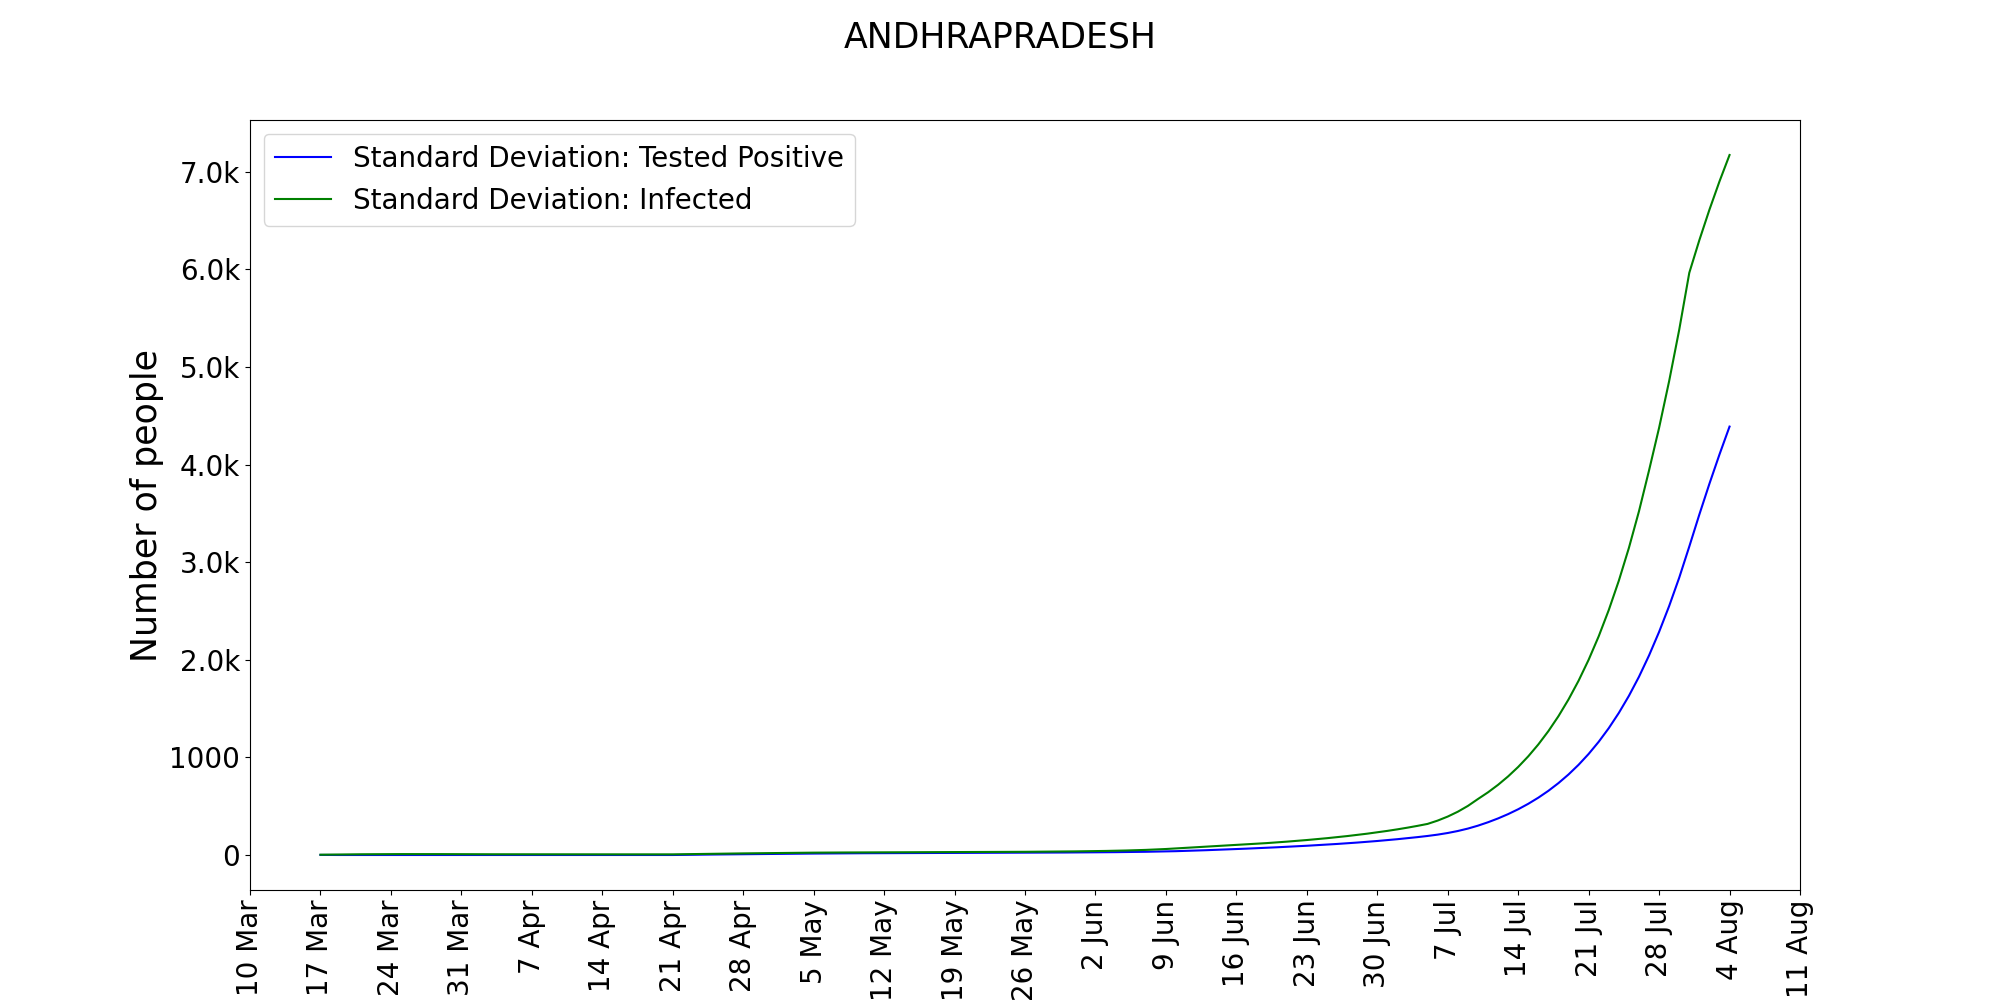 ANDHRAPRADESH
Standard Deviation: Tested Positive
Standard Deviation: Infected
Number of people
7.0k
6.0k
5.0k
4.0k
3.0k
2.0k
1000
0
10 Mar
17 Mar
24 Mar
31 Mar
7 Apr
14 Apr
21 Apr
28 Apr
5 May
12 May
19 May
26 May
2 Jun
9 Jun
16 Jun
23 Jun
30 Jun
7 Jul
14 Jul
21 Jul
28 Jul
4 Aug
11 Aug